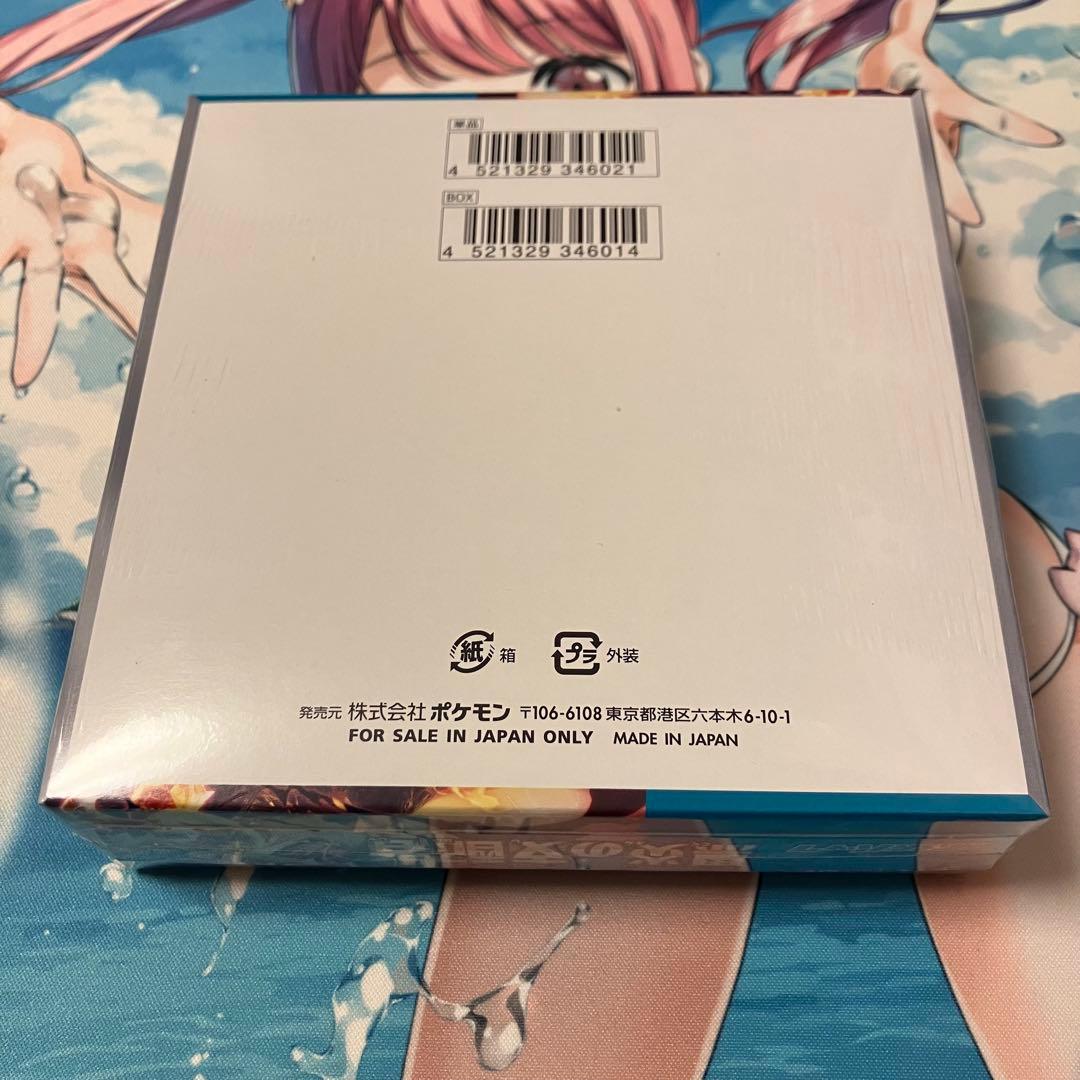 単品
4 521329 346021
BOX
4 521329 346014
紙 箱 プラ 外装
発売元 株式会社ポケモン 〒106-6108 東京都港区六本木6-10-1
FOR SALE IN JAPAN ONLY MADE IN JAPAN